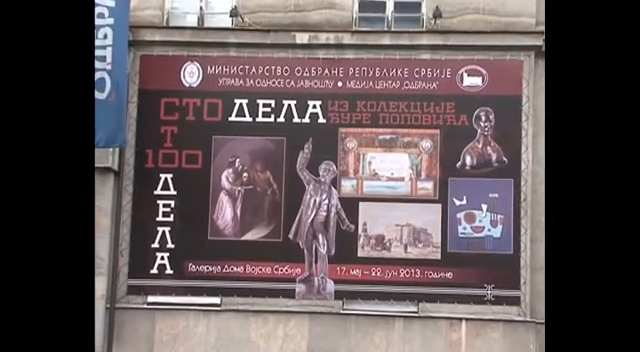 МИНИСТАРСТВО ОДБРАНЕ РЕПУБЛИКЕ СРБИЈЕ
УПРАВА ЗА ОДНОСЕ СА ЈАВНОШЋУ • МЕДИЈА ЦЕНТАР „ОДБРАНА"
СТО ДЕЛА ИЗ КОЛЕКЦИЈЕ
ЂУРЕ ПОПОВИЋА
СТО
100
ДЕЛА
Галерија Дома Војске Србије
17. мај – 22. јун 2013. године